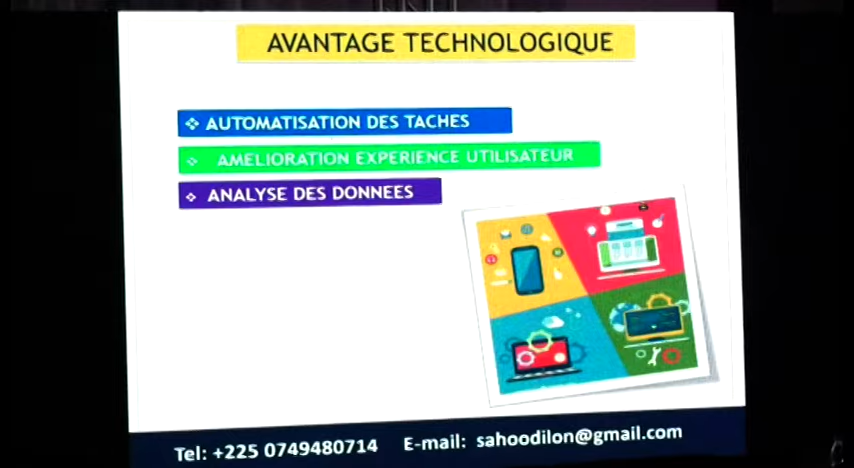 AVANTAGE TECHNOLOGIQUE
❖ AUTOMATISATION DES TACHES
❖ AMELIORATION EXPERIENCE UTILISATEUR
❖ ANALYSE DES DONNEES
Tel: +225 0749480714 E-mail: sahoodilon@gmail.com